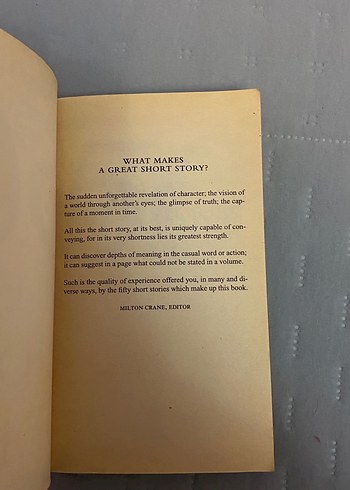 WHAT MAKES
A GREAT SHORT STORY?
The sudden unforgettable revelation of character; the vision of
a world through another's eyes; the glimpse of truth; the cap-
ture of a moment in time.
All this the short story, at its best, is uniquely capable of con-
veying, for in its very shortness lies its greatest strength.
It can discover depths of meaning in the casual word or action;
it can suggest in a page what could not be stated in a volume.
Such is the quality of experience offered you, in many and di-
verse ways, by the fifty short stories which make up this book.
MILTON CRANE, EDITOR